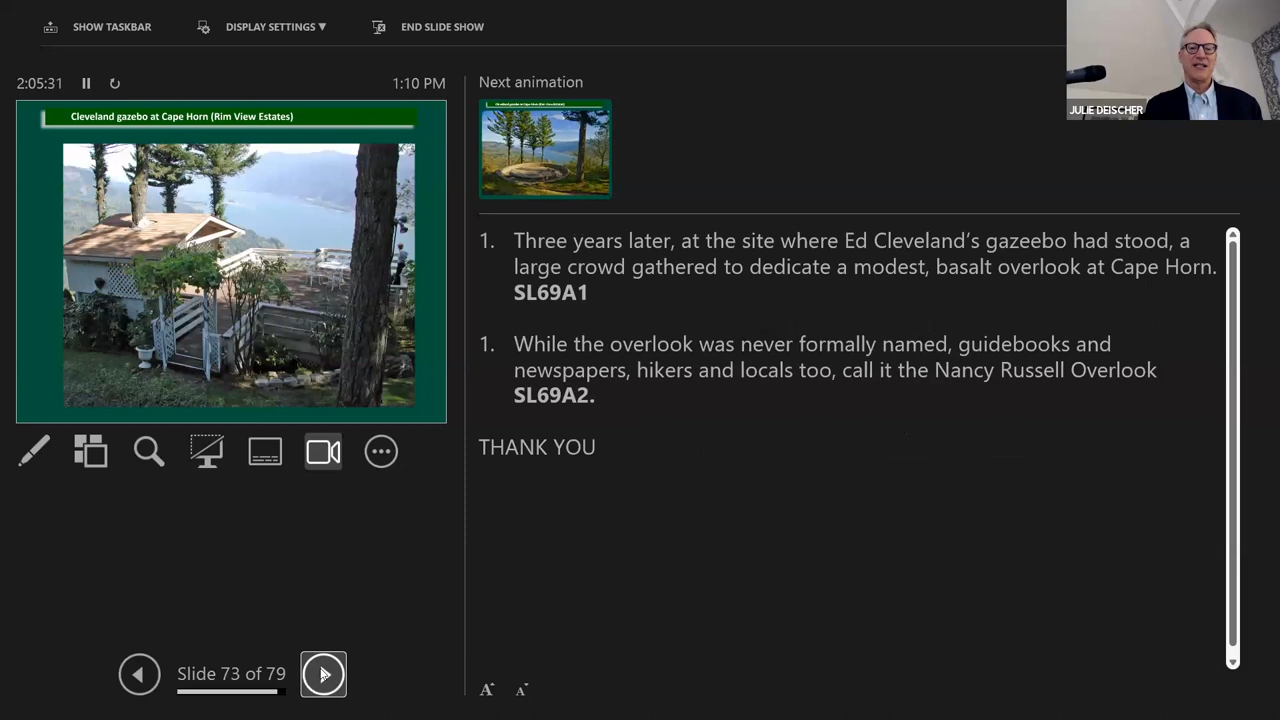 SHOW TASKBAR
DISPLAY SETTINGS ▼
END SLIDE SHOW
2:05:31
1:10 PM
Next animation
JULIE DEISCHER
Cleveland gazebo at Cape Horn (Rim View Estates)
1. Three years later, at the site where Ed Cleveland's gazeebo had stood, a
large crowd gathered to dedicate a modest, basalt overlook at Cape Horn.
SL69A1
1. While the overlook was never formally named, guidebooks and
newspapers, hikers and locals too, call it the Nancy Russell Overlook
SL69A2.
THANK YOU
Slide 73 of 79
A A